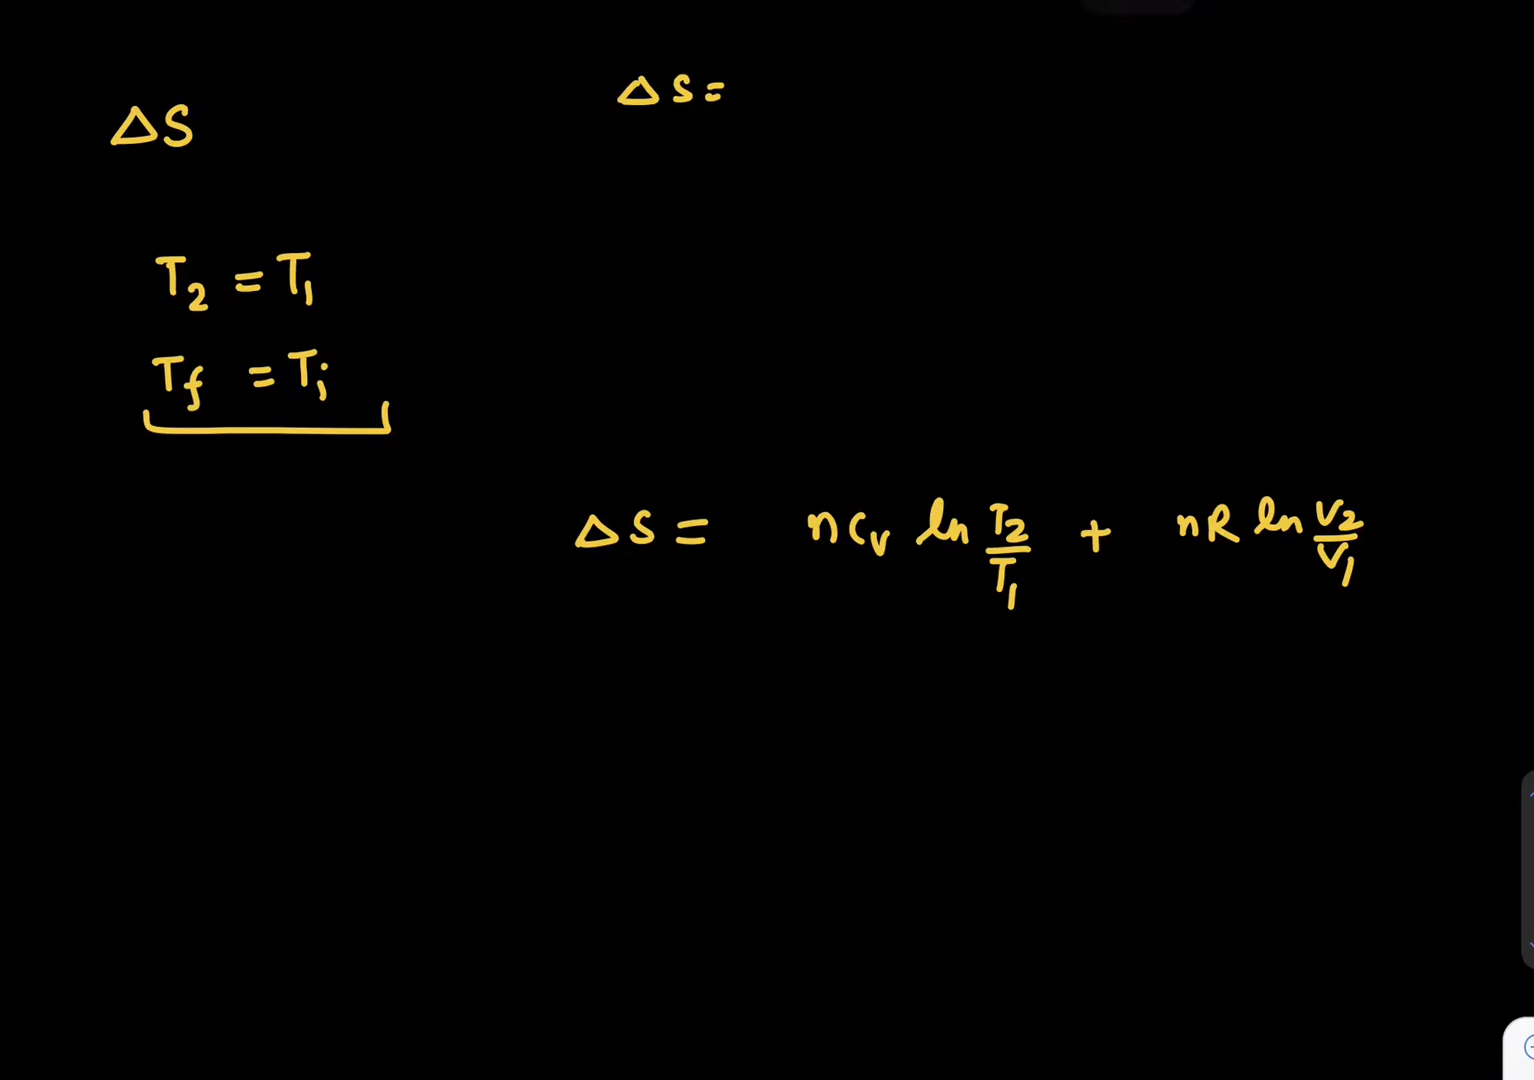 ΔS
ΔS =
T₂ = T₁
T_f = T_i
ΔS = nC_v ln T₂/T₁ + nR ln V₂/V₁